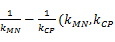 1/k_MN − 1/k_CP (k_MN, k_CP